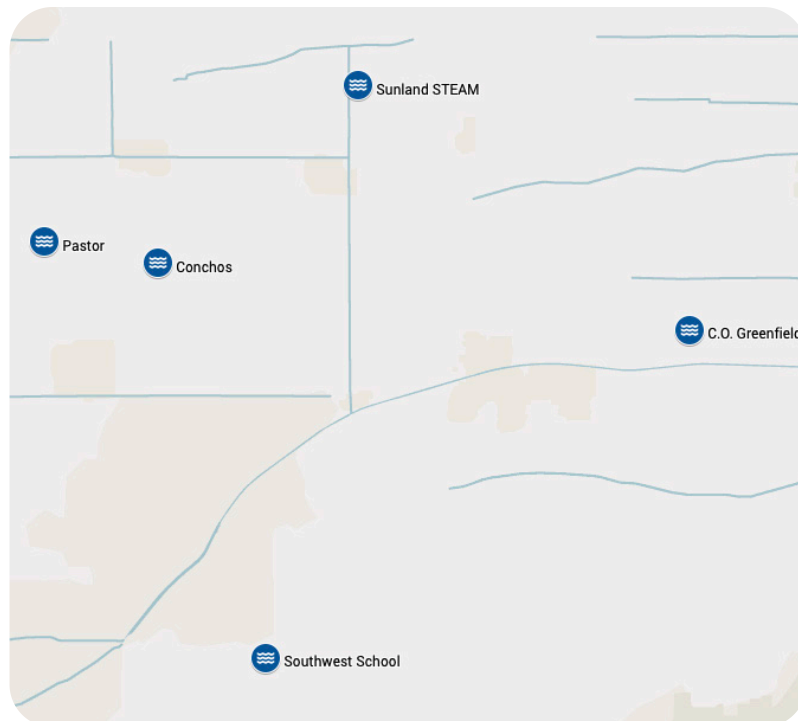 Sunland STEAM
Pastor
Conchos
C.O. Greenfield
Southwest School